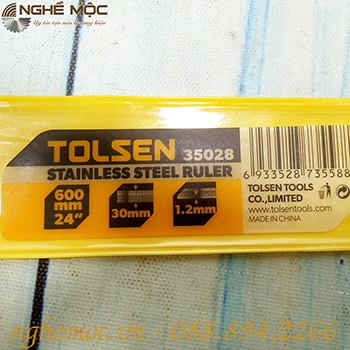 NGHỀ MỘC
Uy tín tạo nên thương hiệu
TOLSEN 35028
STAINLESS STEEL RULER
600
mm
24"
30mm
1.2mm
6 933528 735588
TOLSEN TOOLS
CO.,LIMITED
www.tolsentools.com
MADE IN CHINA
nghemoc.vn - 088.894.2266